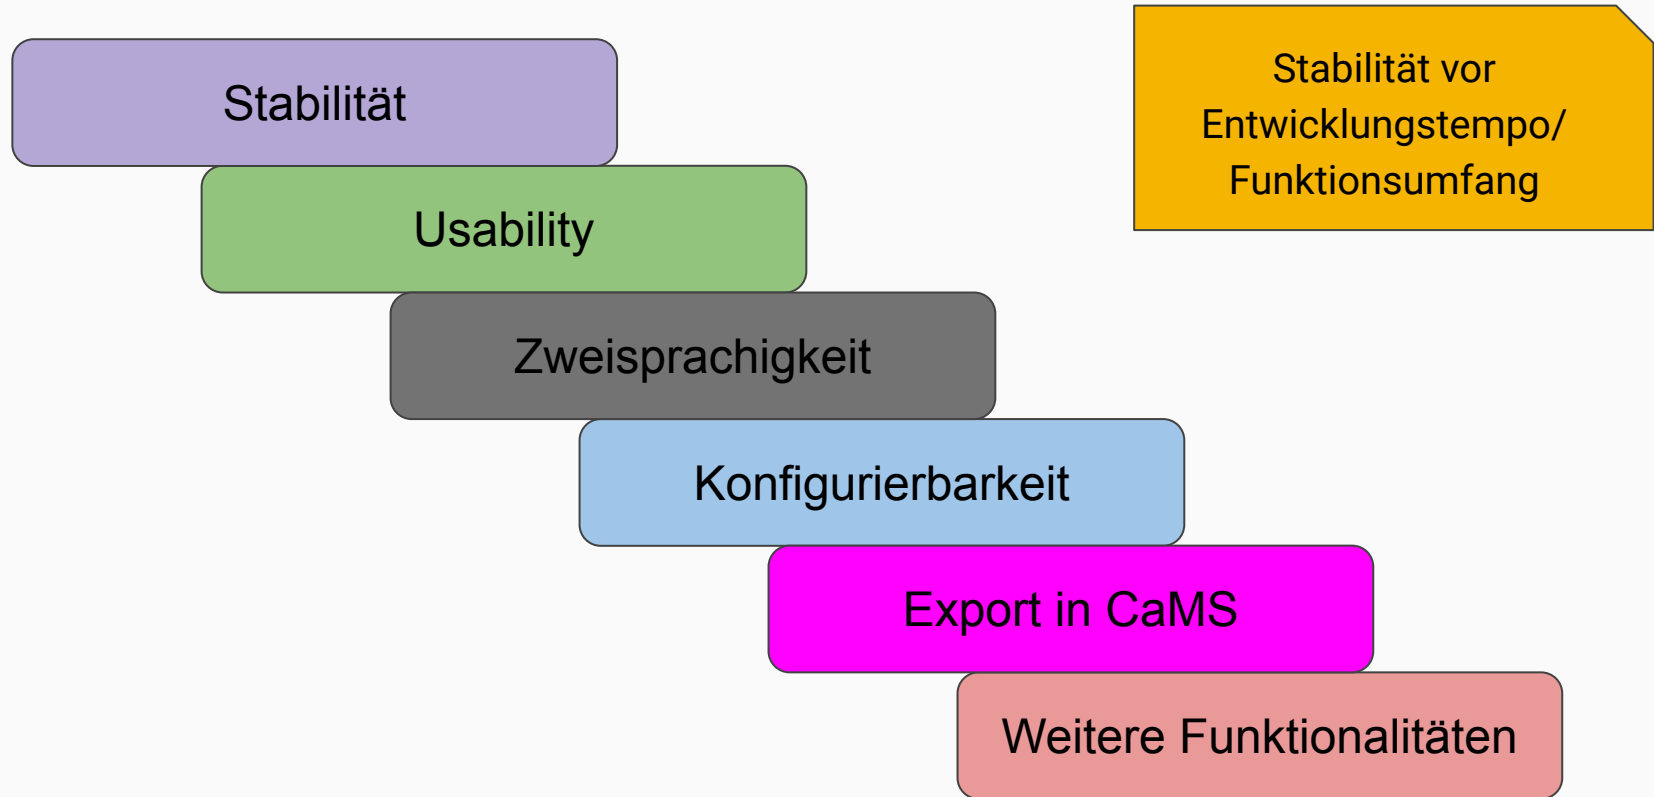 Stabilität
Usability
Zweisprachigkeit
Konfigurierbarkeit
Export in CaMS
Weitere Funktionalitäten
Stabilität vor
Entwicklungstempo/
Funktionsumfang